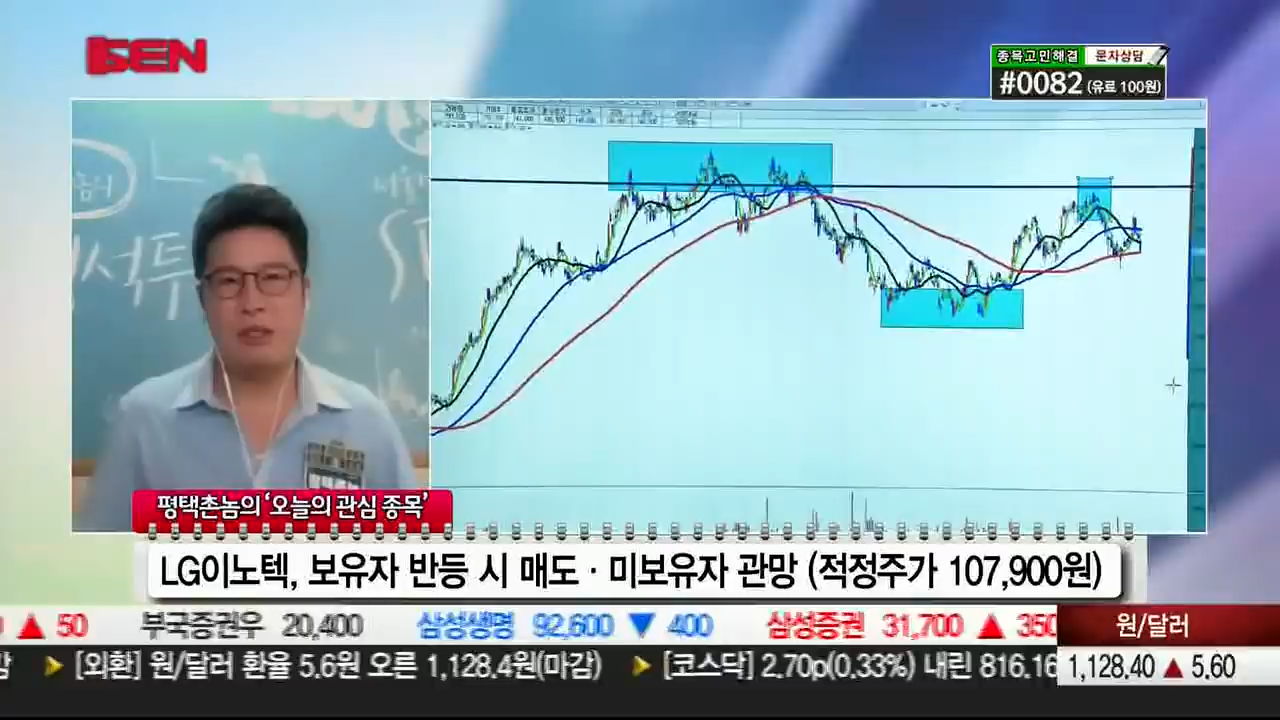 SEN
종목고민해결 문자상담
#0082 (유료 100원)
석투
평택촌놈의 '오늘의 관심 종목'
LG이노텍, 보유자 반등 시 매도 · 미보유자 관망 (적정주가 107,900원)
▲ 50 부국증권우 20,400 삼성생명 92,600 ▼ 400 삼성증권 31,700 ▲ 350
원/달러
[외환] 원/달러 환율 5.6원 오른 1,128.4원(마감) [코스닥] 2.70p(0.33%) 내린 816.16
1,128.40 ▲ 5.60